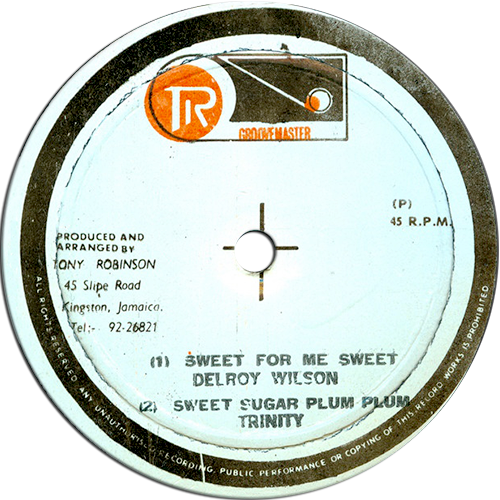 TR
GROOVEMASTER
(P)
45 R.P.M.
PRODUCED AND
ARRANGED BY
TONY ROBINSON
45 Slipe Road
Kingston, Jamaica.
Tel:- 92-26821
(1) SWEET FOR ME SWEET
DELROY WILSON
(2) SWEET SUGAR PLUM PLUM
TRINITY
ALL RIGHTS RESERVED ANY UNAUTHORISED RECORDING, PUBLIC PERFORMANCE OR COPYING OF THIS RECORD WORKS IS PROHIBITED